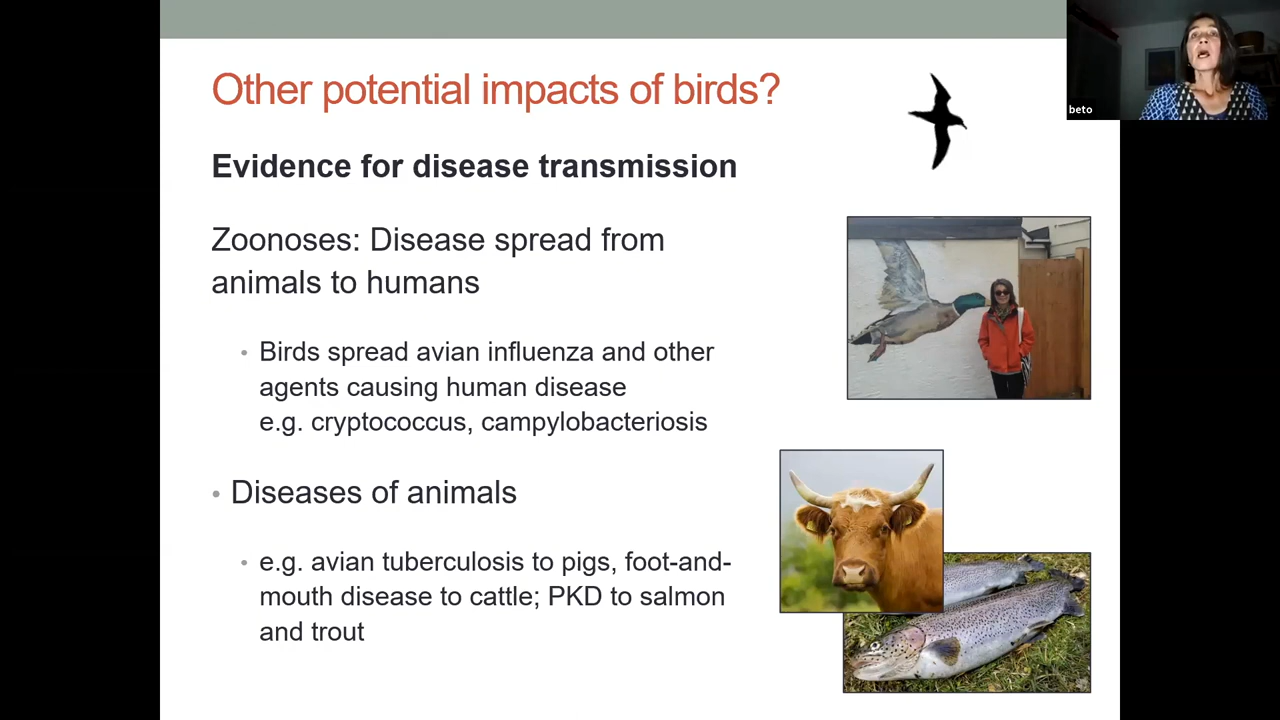 Other potential impacts of birds?
beto
Evidence for disease transmission
Zoonoses: Disease spread from
animals to humans
• Birds spread avian influenza and other
agents causing human disease
e.g. cryptococcus, campylobacteriosis
• Diseases of animals
• e.g. avian tuberculosis to pigs, foot-and-
mouth disease to cattle; PKD to salmon
and trout